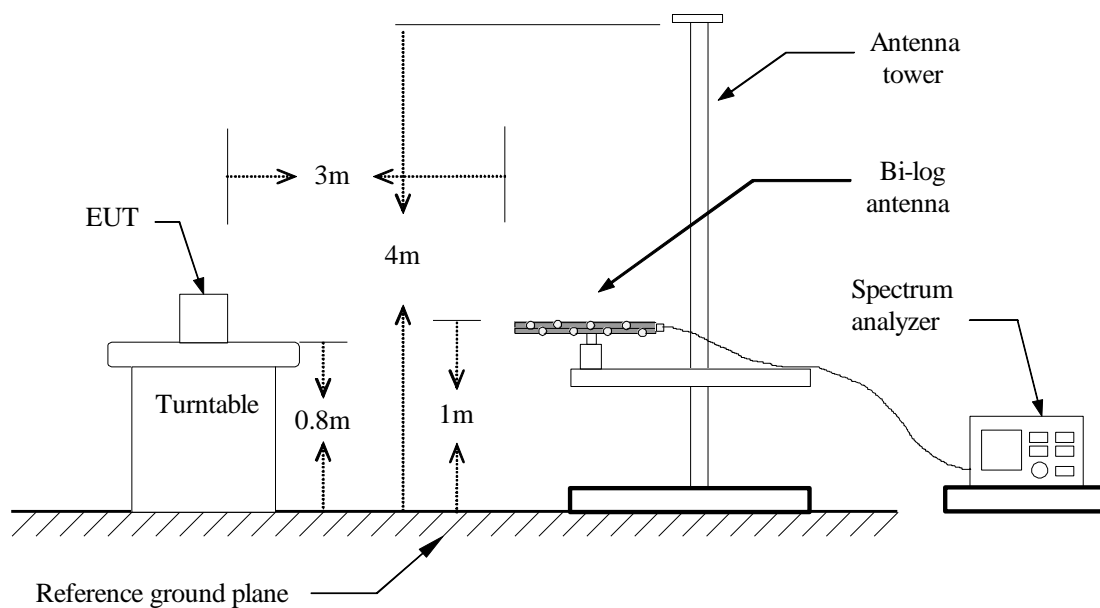 Antenna
tower
3m
Bi-log
antenna
EUT
4m
Spectrum
analyzer
Turntable
0.8m
1m
Reference ground plane